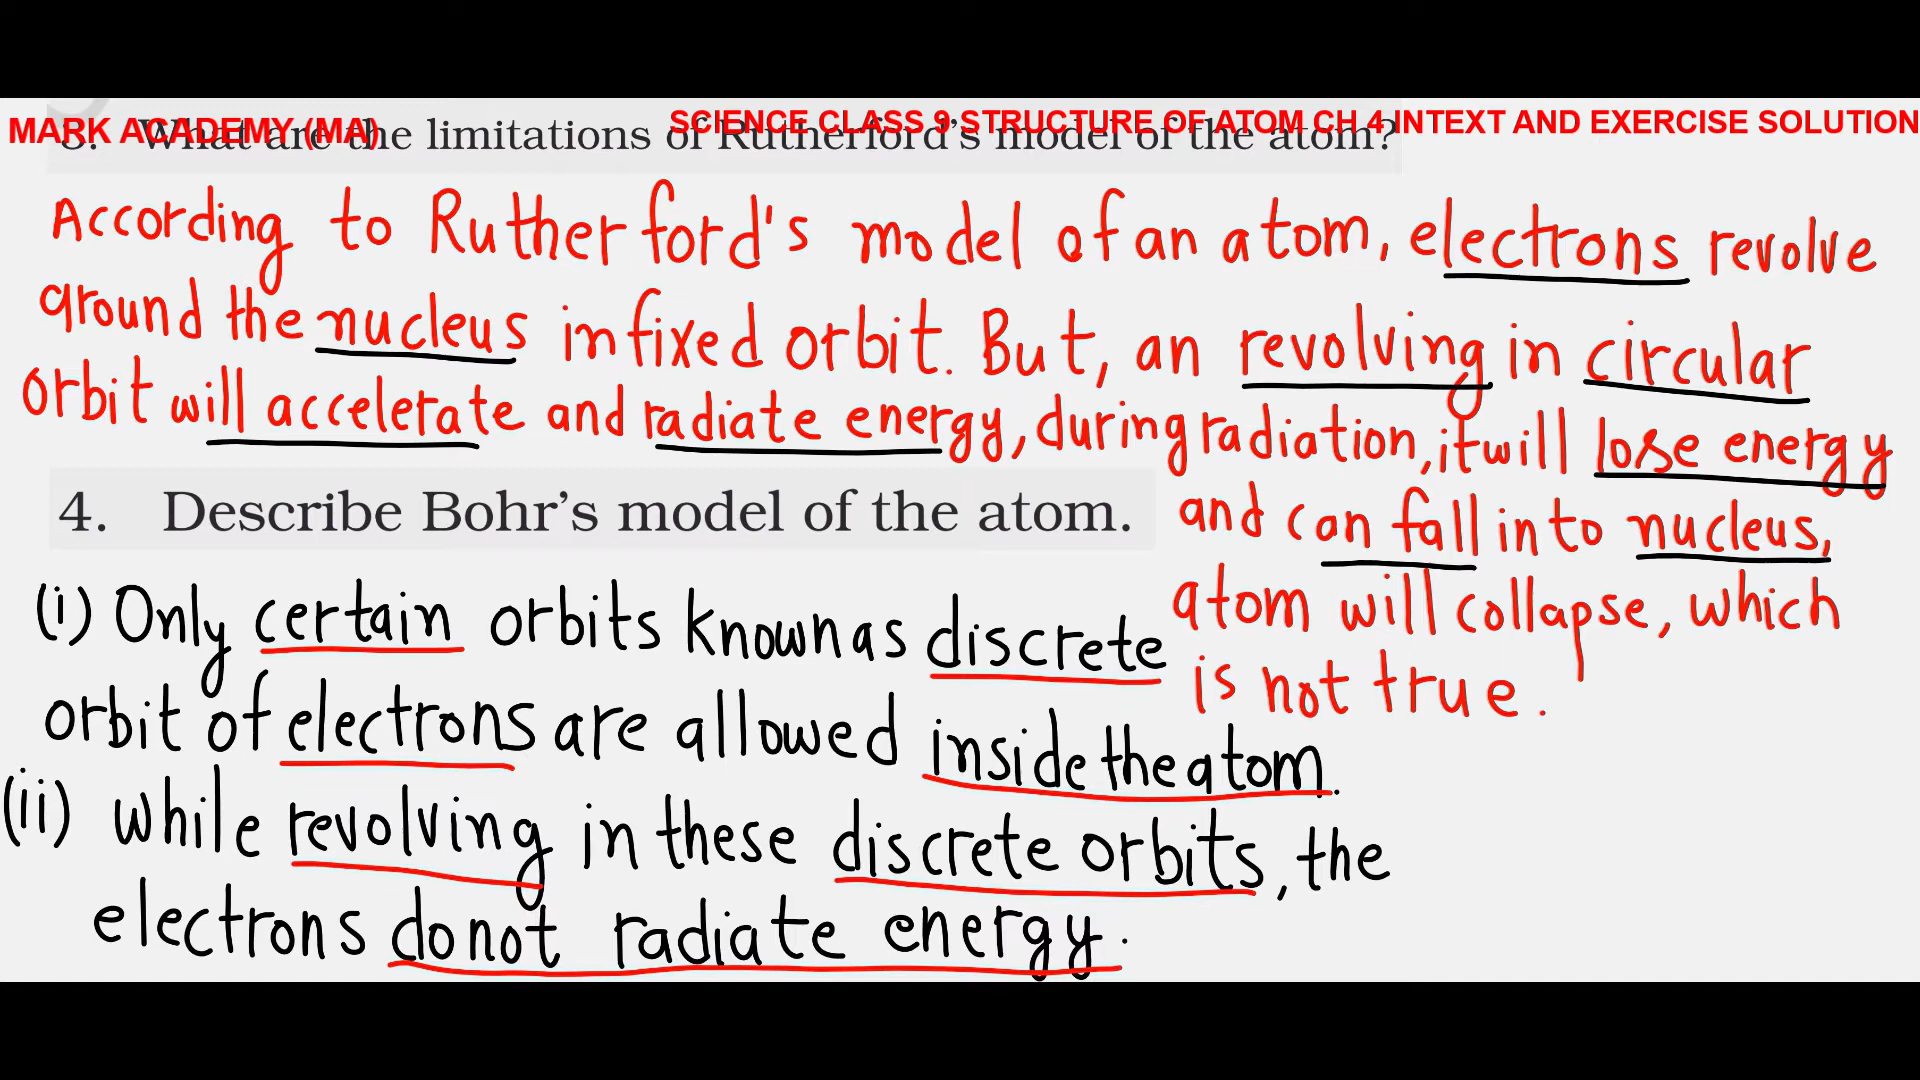 MARK ACADEMY (MA)
SCIENCE CLASS 9 STRUCTURE OF ATOM CH 4 INTEXT AND EXERCISE SOLUTION
3. What are the limitations of Rutherford's model of the atom?
According to Rutherford's model of an atom, electrons revolve
around the nucleus in fixed orbit. But, an revolving in circular
orbit will accelerate and radiate energy, during radiation, it will lose energy
and can fall into nucleus,
atom will collapse, which
is not true.
4. Describe Bohr's model of the atom.
(i) Only certain orbits known as discrete
orbit of electrons are allowed inside the atom.
(ii) while revolving in these discrete orbits, the
electrons do not radiate energy.